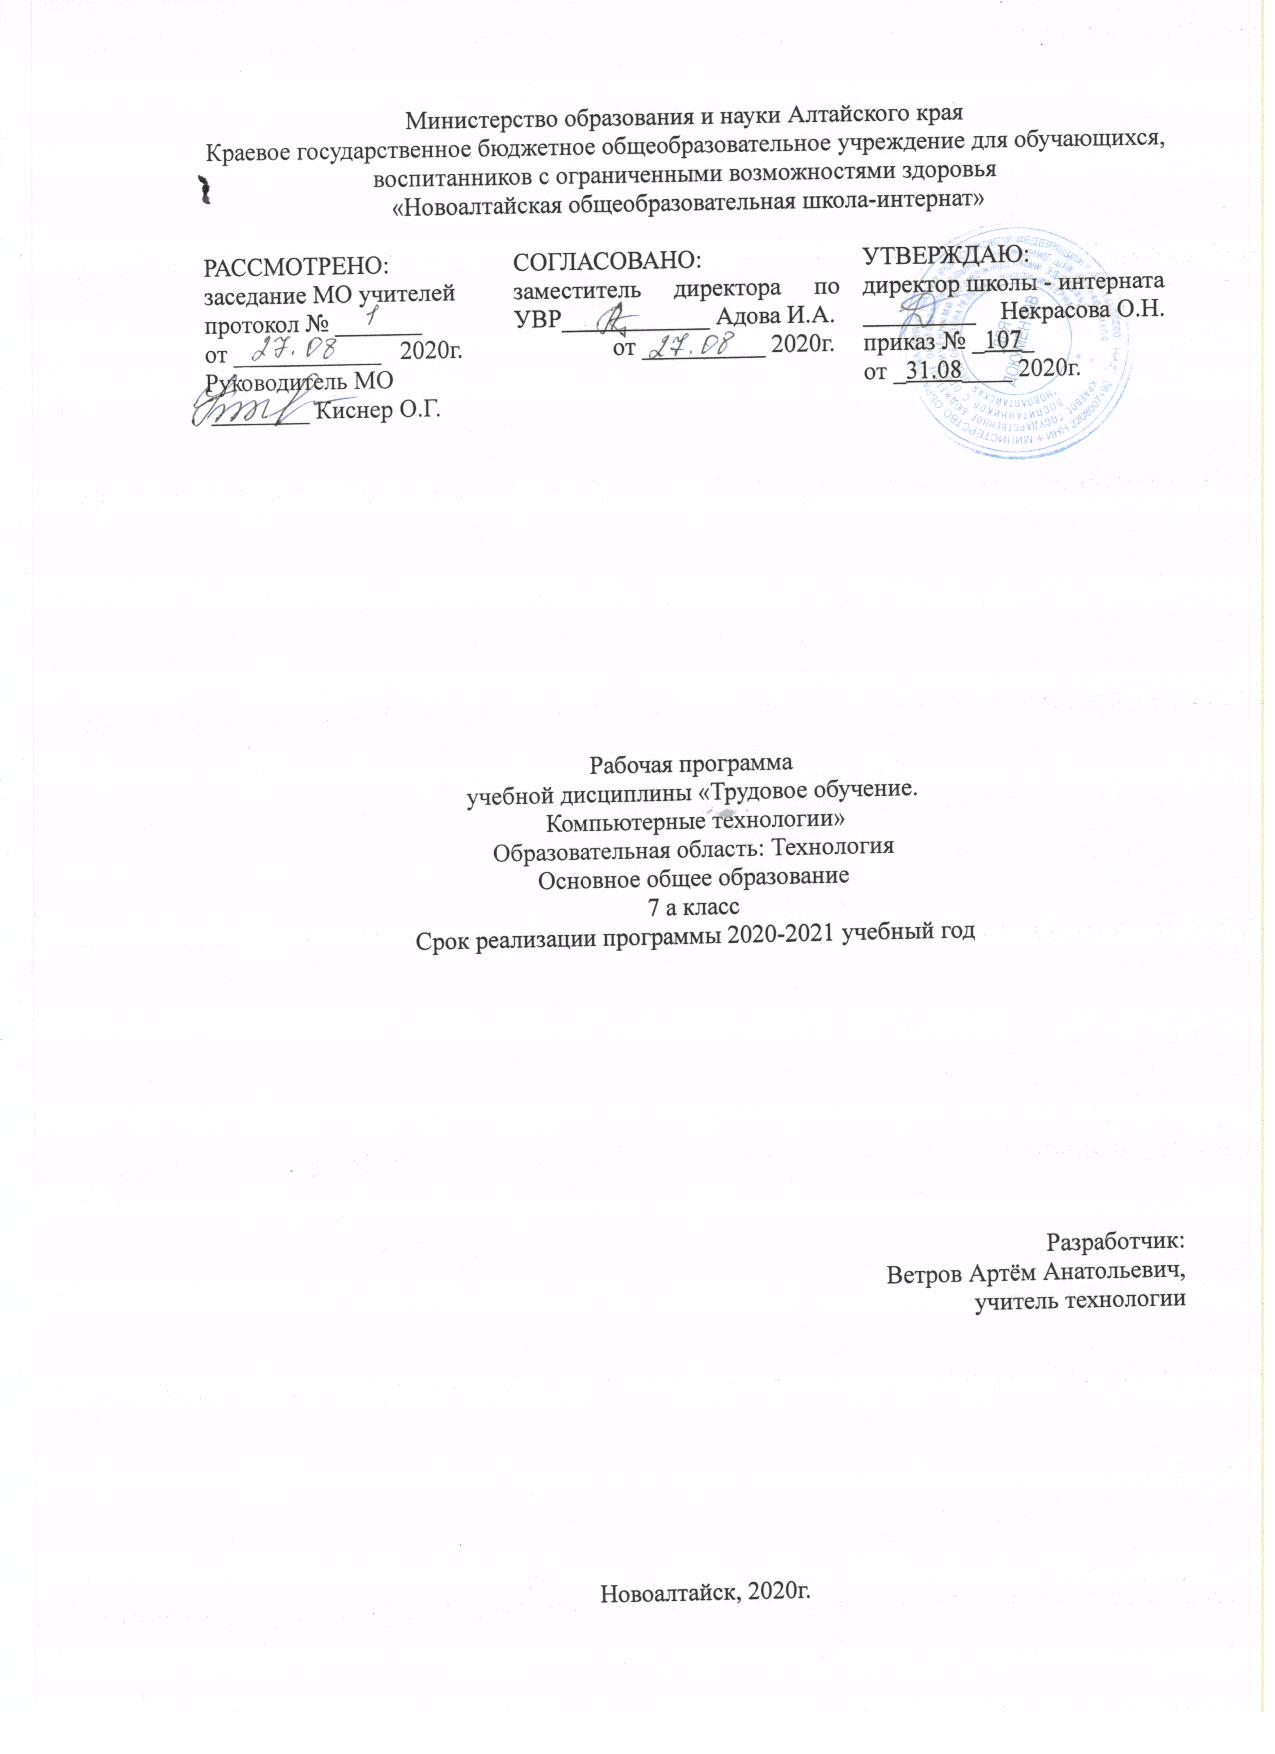 Министерство образования и науки Алтайского края
Краевое государственное бюджетное общеобразовательное учреждение для обучающихся,
воспитанников с ограниченными возможностями здоровья
«Новоалтайская общеобразовательная школа-интернат»
РАССМОТРЕНО:
заседание МО учителей
протокол № 1
от 27.08 2020г.
Руководитель МО
Киснер О.Г.
СОГЛАСОВАНО:
заместитель директора по
УВР Адова И.А.
от 27.08 2020г.
УТВЕРЖДАЮ:
директор школы - интерната
Некрасова О.Н.
приказ № 107
от 31.08 2020г.
Рабочая программа
учебной дисциплины «Трудовое обучение.
Компьютерные технологии»
Образовательная область: Технология
Основное общее образование
7 а класс
Срок реализации программы 2020-2021 учебный год
Разработчик:
Ветров Артём Анатольевич,
учитель технологии
Новоалтайск, 2020г.